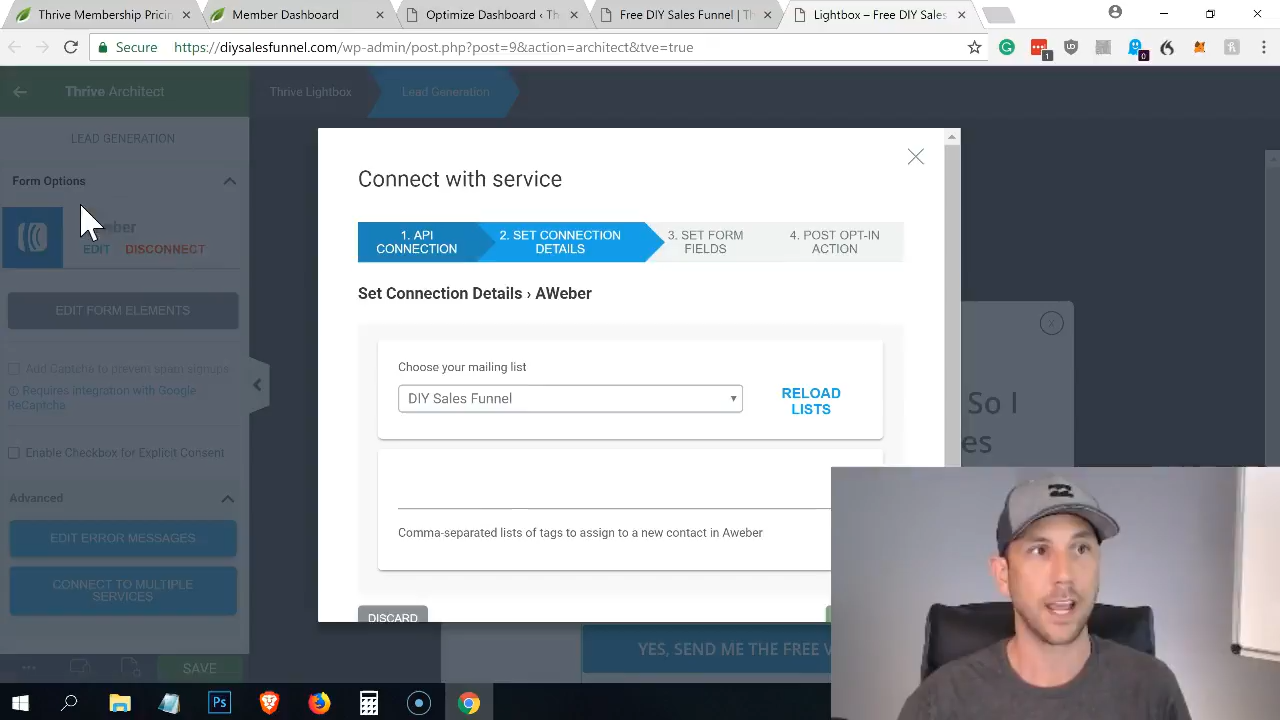 Thrive Membership Pricin
Member Dashboard
Optimize Dashboard ‹ Th
Free DIY Sales Funnel | Th
Lightbox – Free DIY Sales
Secure
https://diysalesfunnel.com/wp-admin/post.php?post=9&action=architect&tve=true
1
0
Thrive Architect
Thrive Lightbox
Lead Generation
LEAD GENERATION
Form Options
EDIT
DISCONNECT
EDIT FORM ELEMENTS
Add Captcha to prevent spam signups.
Requires integration with Google
ReCaptcha
Enable Checkbox for Explicit Consent
Advanced
EDIT ERROR MESSAGES...
CONNECT TO MULTIPLE
SERVICES
SAVE
Connect with service
1. API
CONNECTION
2. SET CONNECTION
DETAILS
3. SET FORM
FIELDS
4. POST OPT-IN
ACTION
Set Connection Details › AWeber
Choose your mailing list
DIY Sales Funnel
RELOAD
LISTS
Comma-separated lists of tags to assign to a new contact in Aweber
DISCARD
So I
es
YES, SEND ME THE FREE V
Ps